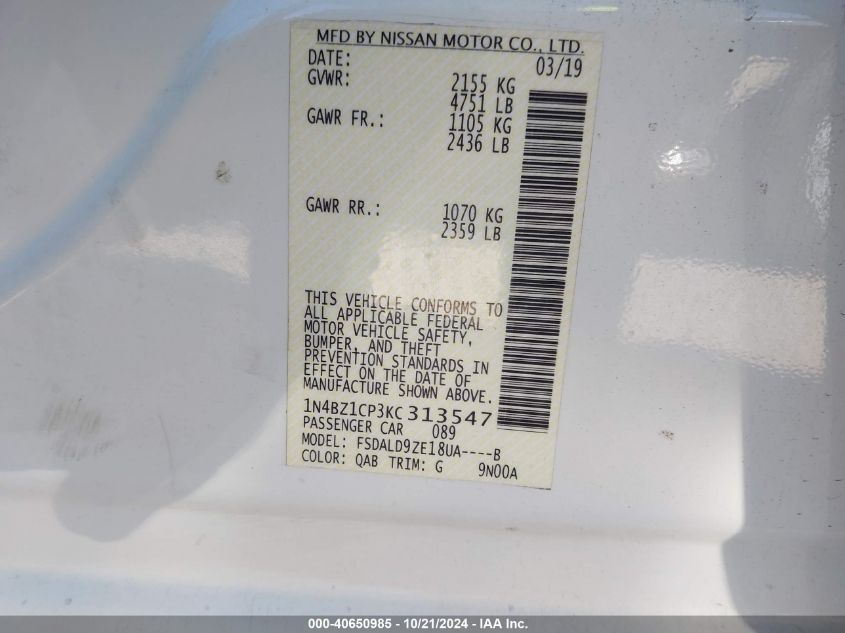 MFD BY NISSAN MOTOR CO., LTD.
DATE: 03/19
GVWR: 2155 KG
4751 LB
GAWR FR.: 1105 KG
2436 LB
GAWR RR.: 1070 KG
2359 LB
THIS VEHICLE CONFORMS TO
ALL APPLICABLE FEDERAL
MOTOR VEHICLE SAFETY,
BUMPER, AND THEFT
PREVENTION STANDARDS IN
EFFECT ON THE DATE OF
MANUFACTURE SHOWN ABOVE.
1N4BZ1CP3KC313547
PASSENGER CAR 089
MODEL: FSDALD9ZE18UA----B
COLOR: QAB TRIM: G 9N00A
000-40650985 - 10/21/2024 - IAA Inc.